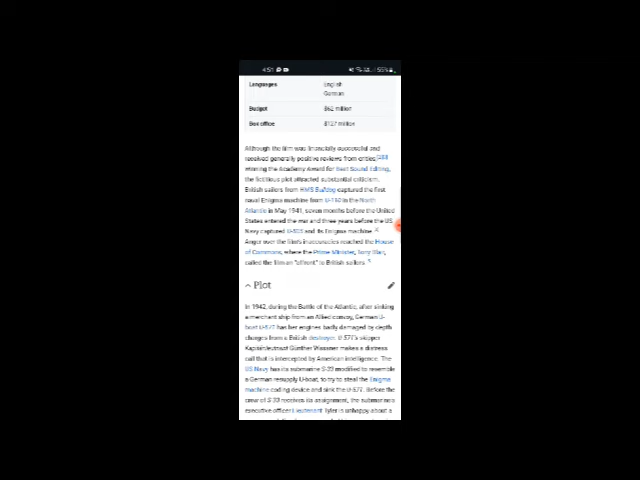 4:51
55%
Languages English
German
Budget $62 million
Box office $127 million
Although the film was financially successful and
received generally positive reviews from critics,
winning the Academy Award for Best Sound Editing,
the fictitious plot attracted substantial criticism.
British sailors from HMS Bulldog captured the first
naval Enigma machine from U-110 in the North
Atlantic in May 1941, seven months before the United
States entered the war and three years before the US
Navy captured U-505 and its Enigma machine.
Anger over the film's inaccuracies reached the House
of Commons, where the Prime Minister, Tony Blair,
called the film an "affront" to British sailors.
Plot
In 1942, during the Battle of the Atlantic, after sinking
a merchant ship from an Allied convoy, German U-
boat U-571 has her engines badly damaged by depth
charges from a British destroyer. U-571's skipper
Kapitänleutnant Günther Wassner makes a distress
call that is intercepted by American intelligence. The
US Navy has its submarine S-33 modified to resemble
a German resupply U-boat, to try to steal the Enigma
machine coding device and sink the U-571. Before the
crew of S-33 receives its assignment, the submarine's
executive officer Lieutenant Tyler is unhappy about a